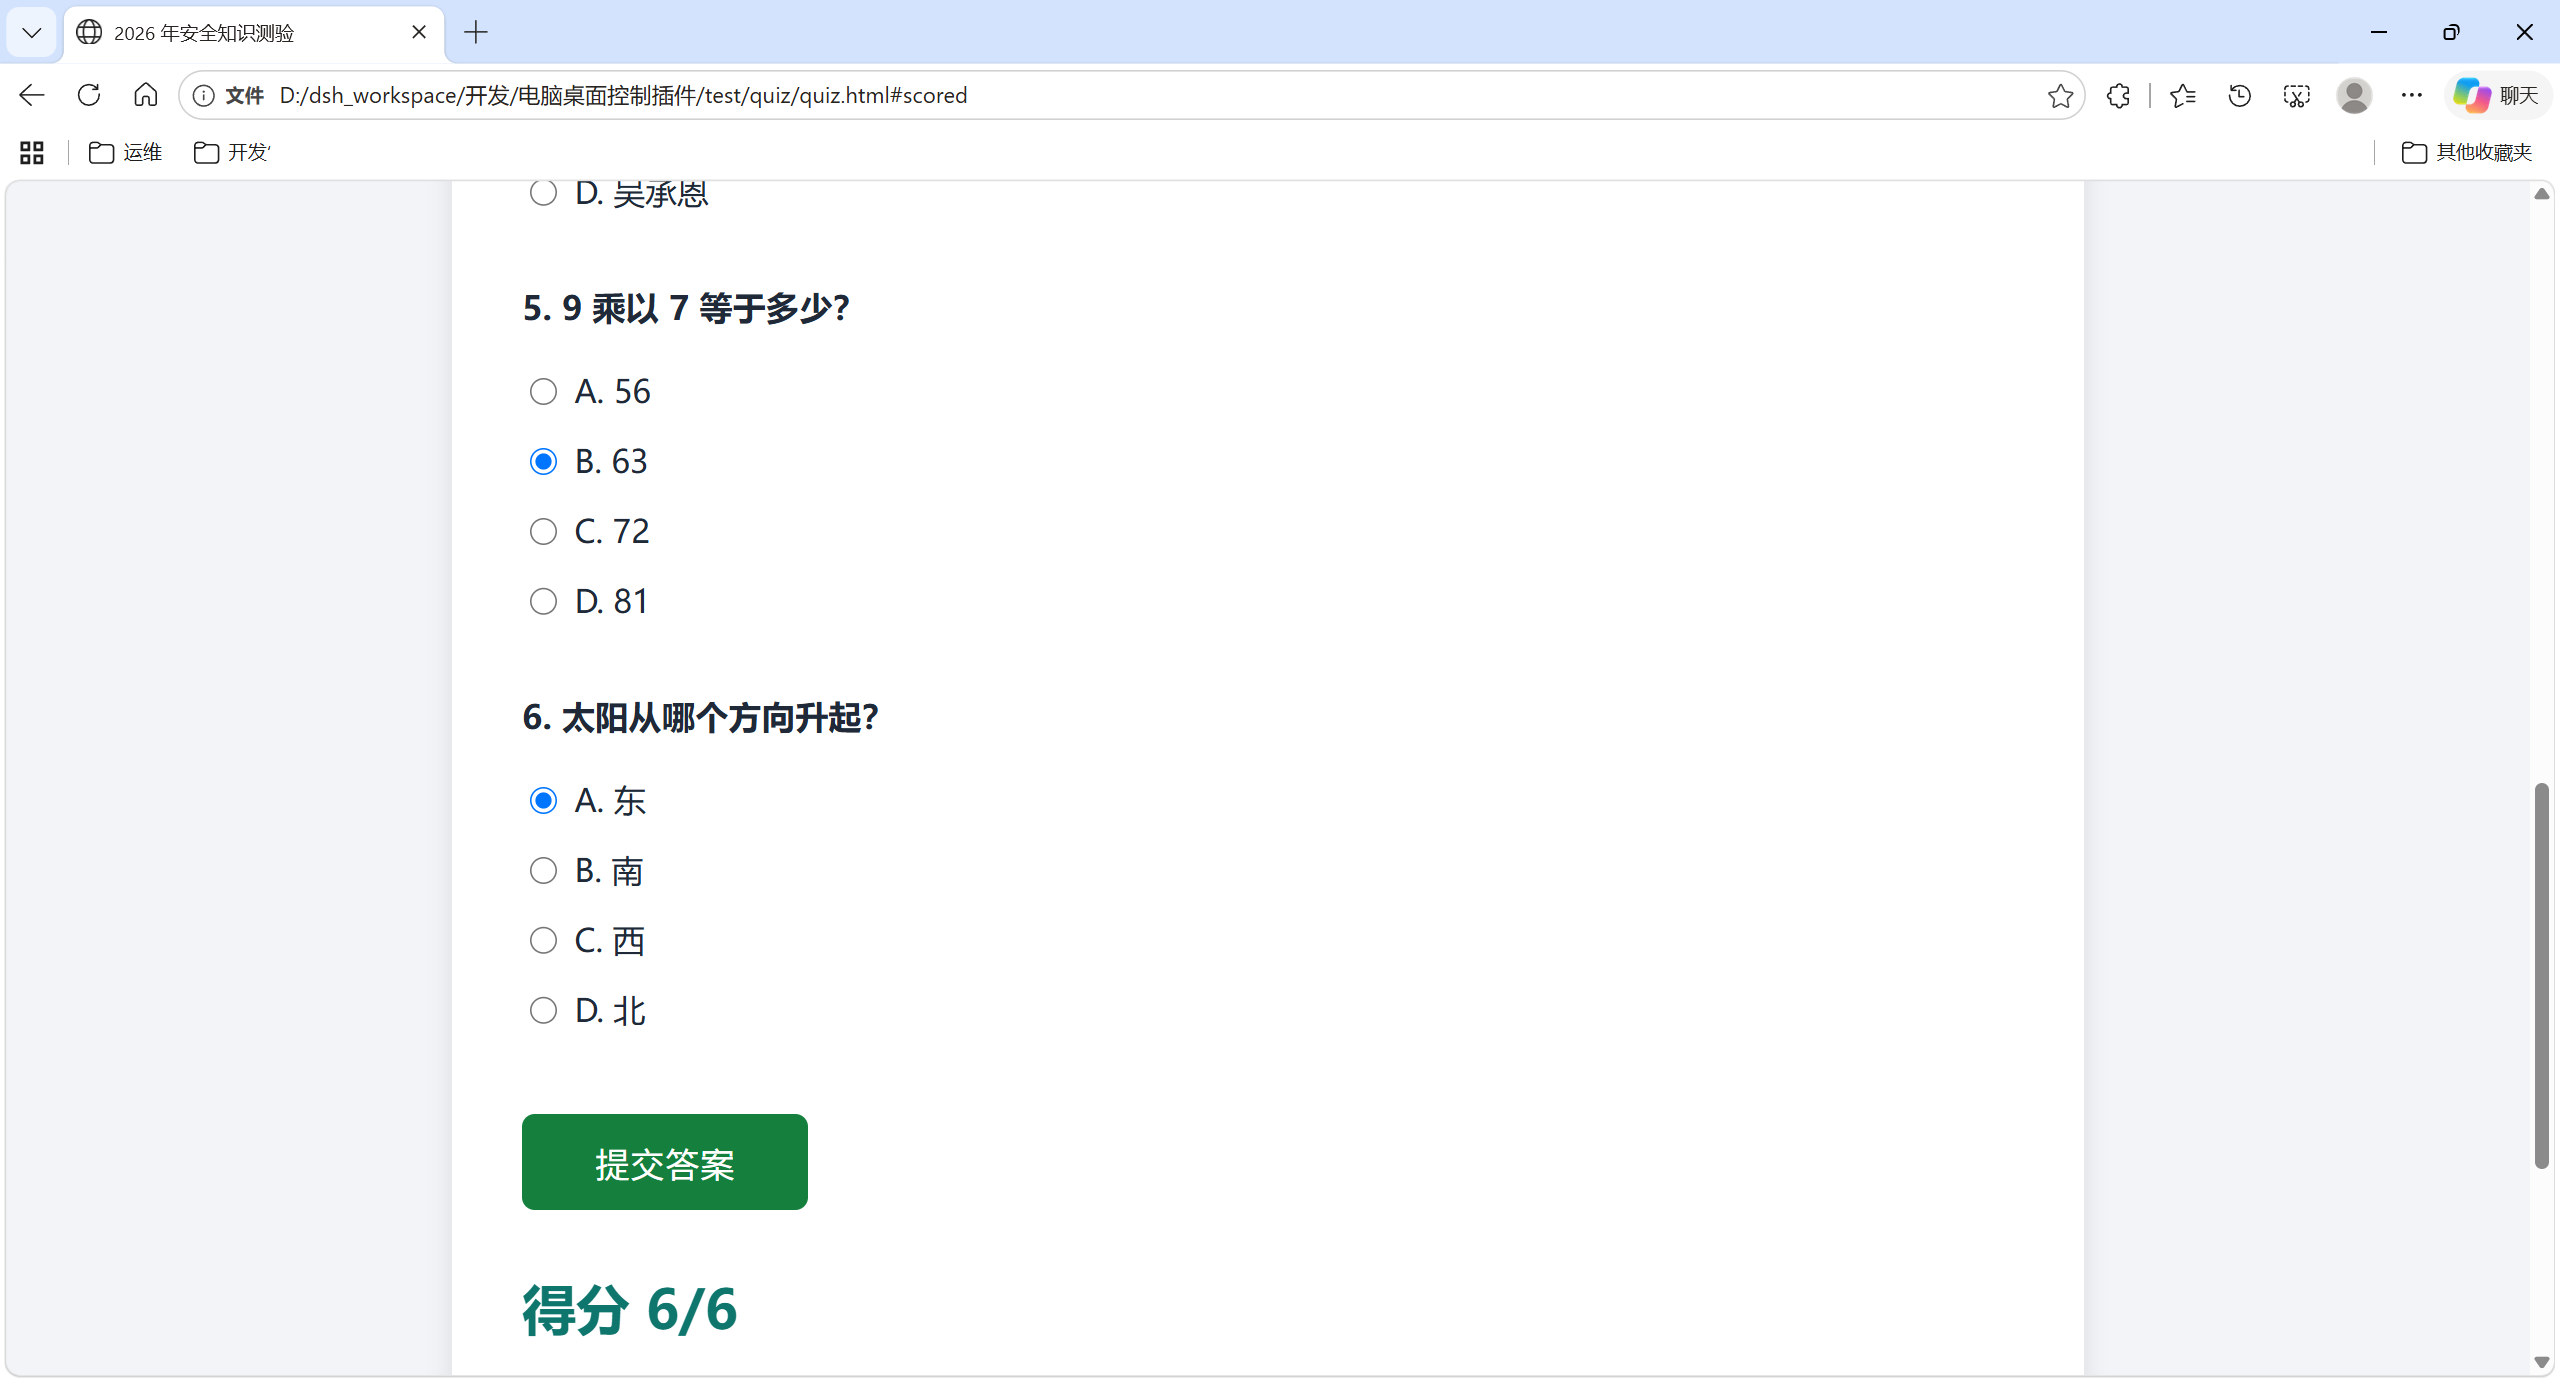 2026 年安全知识测验
文件 D:/dsh_workspace/开发/电脑桌面控制插件/test/quiz/quiz.html#scored
聊天
运维 开发' 其他收藏夹
D. 吴承恩
5. 9 乘以 7 等于多少?
A. 56
B. 63
C. 72
D. 81
6. 太阳从哪个方向升起?
A. 东
B. 南
C. 西
D. 北
提交答案
得分 6/6